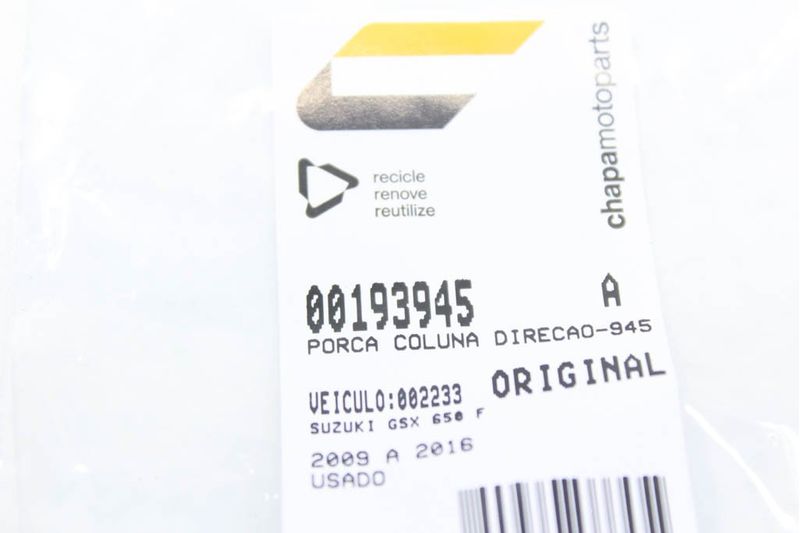 chapamotoparts
recicle
renove
reutilize
00193945 A
PORCA COLUNA DIRECAO-945
VEICULO:002233 ORIGINAL
SUZUKI GSX 650 F
2009 A 2016
USADO